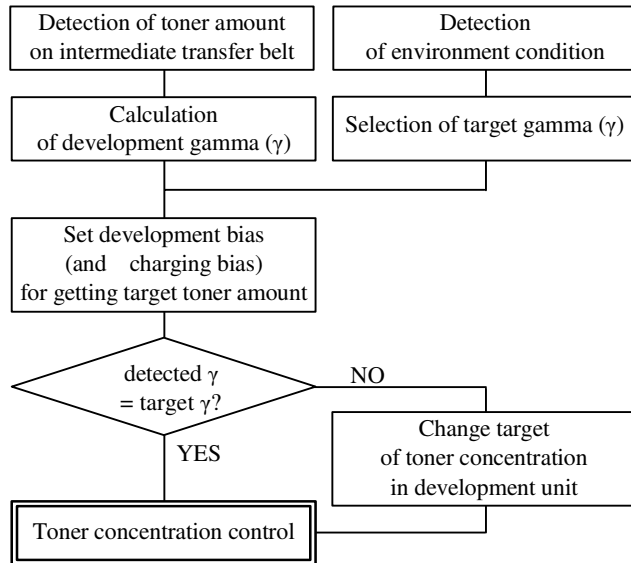 Detection of toner amount
on intermediate transfer belt
Detection
of environment condition
Calculation
of development gamma (γ)
Selection of target gamma (γ)
Set development bias
(and charging bias)
for getting target toner amount
detected γ
= target γ?
NO
YES
Change target
of toner concentration
in development unit
Toner concentration control